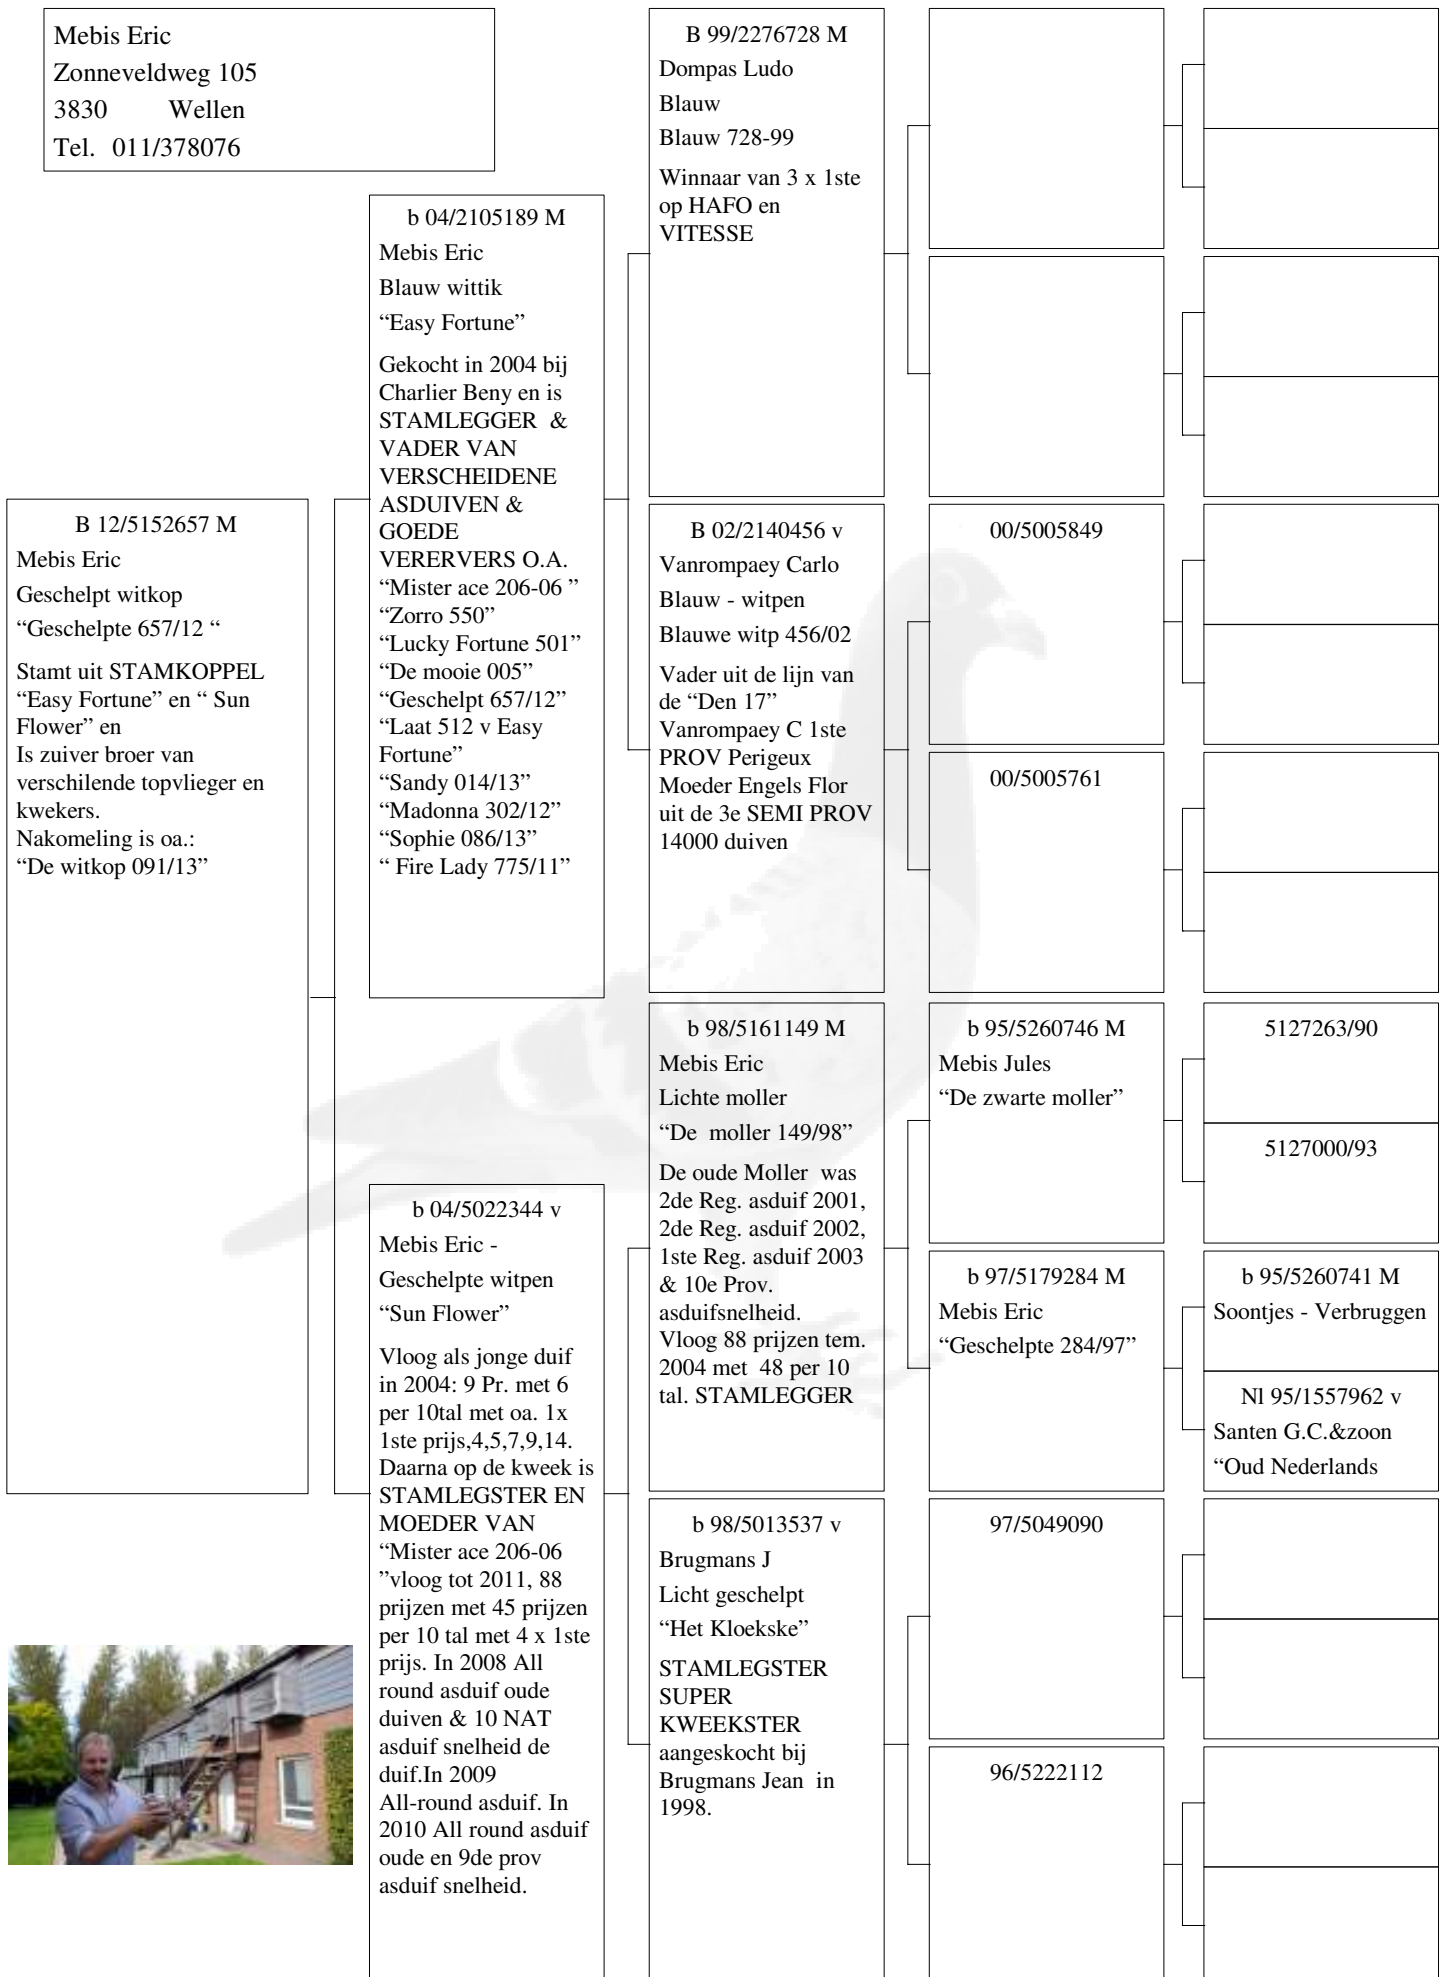 Mebis Eric
Zonneveldweg 105
3830 Wellen
Tel. 011/378076
B 12/5152657 M
Mebis Eric
Geschelpt witkop
“Geschelpte 657/12 “
Stamt uit STAMKOPPEL
“Easy Fortune” en “ Sun
Flower” en
Is zuiver broer van
verschilende topvlieger en
kwekers.
Nakomeling is oa.:
“De witkop 091/13”
b 04/2105189 M
Mebis Eric
Blauw wittik
“Easy Fortune”
Gekocht in 2004 bij
Charlier Beny en is
STAMLEGGER &
VADER VAN
VERSCHEIDENE
ASDUIVEN &
GOEDE
VERERVERS O.A.
“Mister ace 206-06 ”
“Zorro 550”
“Lucky Fortune 501”
“De mooie 005”
“Geschelpt 657/12”
“Laat 512 v Easy
Fortune”
“Sandy 014/13”
“Madonna 302/12”
“Sophie 086/13”
“ Fire Lady 775/11”
b 04/5022344 v
Mebis Eric -
Geschelpte witpen
“Sun Flower”
Vloog als jonge duif
in 2004: 9 Pr. met 6
per 10tal met oa. 1x
1ste prijs,4,5,7,9,14.
Daarna op de kweek is
STAMLEGSTER EN
MOEDER VAN
“Mister ace 206-06
”vloog tot 2011, 88
prijzen met 45 prijzen
per 10 tal met 4 x 1ste
prijs. In 2008 All
round asduif oude
duiven & 10 NAT
asduif snelheid de
duif.In 2009
All-round asduif. In
2010 All round asduif
oude en 9de prov
asduif snelheid.
B 99/2276728 M
Dompas Ludo
Blauw
Blauw 728-99
Winnaar van 3 x 1ste
op HAFO en
VITESSE
B 02/2140456 v
Vanrompaey Carlo
Blauw - witpen
Blauwe witp 456/02
Vader uit de lijn van
de “Den 17”
Vanrompaey C 1ste
PROV Perigeux
Moeder Engels Flor
uit de 3e SEMI PROV
14000 duiven
b 98/5161149 M
Mebis Eric
Lichte moller
“De moller 149/98”
De oude Moller was
2de Reg. asduif 2001,
2de Reg. asduif 2002,
1ste Reg. asduif 2003
& 10e Prov.
asduifsnelheid.
Vloog 88 prijzen tem.
2004 met 48 per 10
tal. STAMLEGGER
b 98/5013537 v
Brugmans J
Licht geschelpt
“Het Kloekske”
STAMLEGSTER
SUPER
KWEEKSTER
aangeskocht bij
Brugmans Jean in
1998.
00/5005849
00/5005761
b 95/5260746 M
Mebis Jules
“De zwarte moller”
b 97/5179284 M
Mebis Eric
“Geschelpte 284/97”
97/5049090
96/5222112
5127263/90
5127000/93
b 95/5260741 M
Soontjes - Verbruggen
Nl 95/1557962 v
Santen G.C.&zoon
“Oud Nederlands